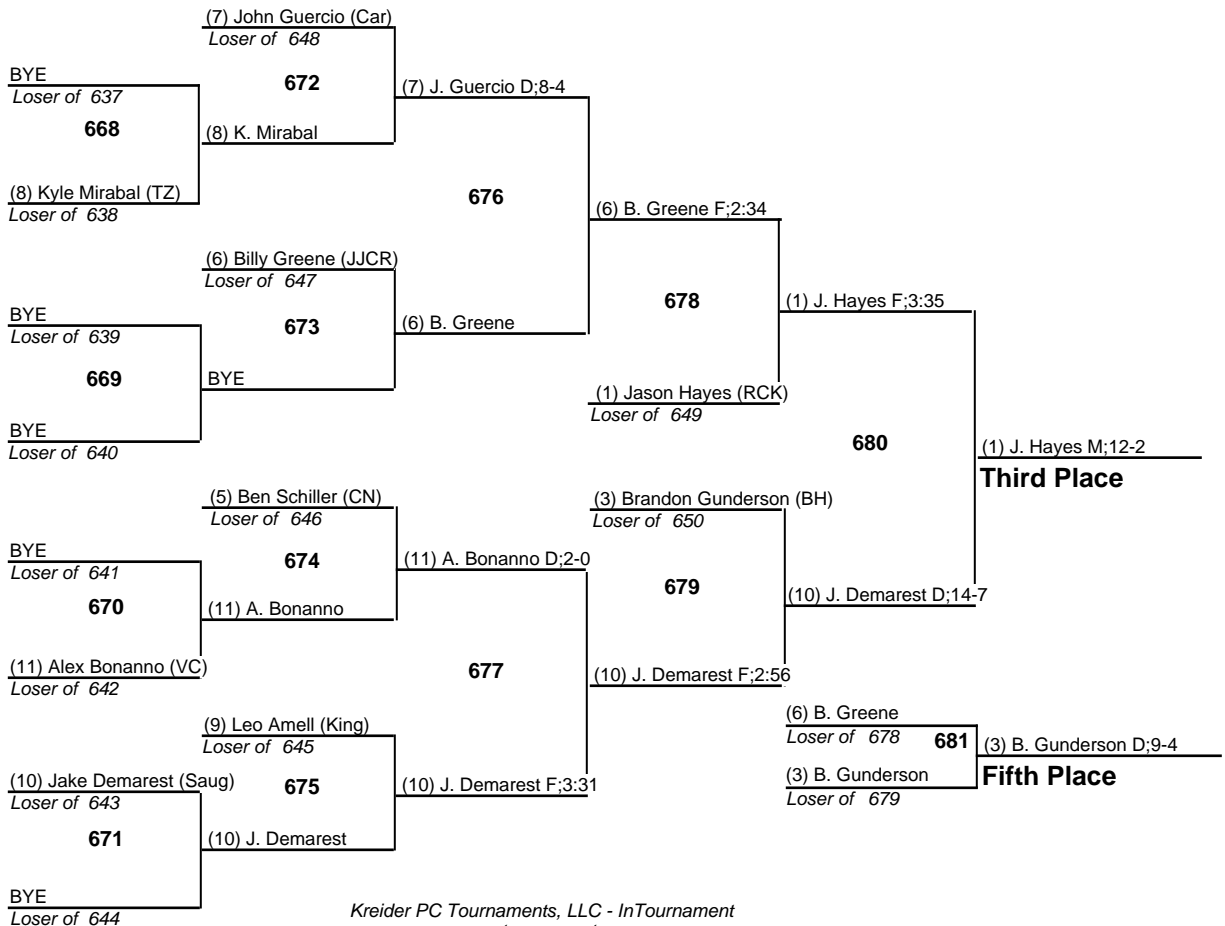 (7) John Guercio (Car)
Loser of 648
BYE
Loser of 637
672
(7) J. Guercio D;8-4
668
(8) K. Mirabal
(8) Kyle Mirabal (TZ)
Loser of 638
676
(6) B. Greene F;2:34
(6) Billy Greene (JJCR)
Loser of 647
678
(1) J. Hayes F;3:35
BYE
Loser of 639
673
(6) B. Greene
669
BYE
(1) Jason Hayes (RCK)
Loser of 649
BYE
Loser of 640
680
(1) J. Hayes M;12-2
Third Place
(5) Ben Schiller (CN)
Loser of 646
(3) Brandon Gunderson (BH)
Loser of 650
BYE
Loser of 641
674
(11) A. Bonanno D;2-0
679
670
(11) A. Bonanno
(10) J. Demarest D;14-7
(11) Alex Bonanno (VC)
Loser of 642
677
(10) J. Demarest F;2:56
(9) Leo Amell (King)
Loser of 645
(6) B. Greene
Loser of 678
681
(3) B. Gunderson D;9-4
Fifth Place
(10) Jake Demarest (Saug)
Loser of 643
675
(10) J. Demarest F;3:31
(3) B. Gunderson
Loser of 679
671
(10) J. Demarest
BYE
Loser of 644
Kreider PC Tournaments, LLC - InTournament